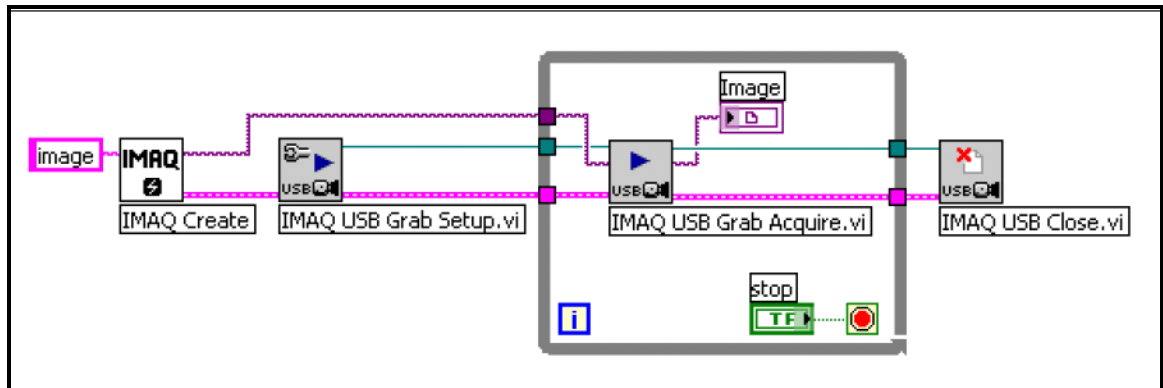 Image
image
IMAQ
USB
USB
USB
IMAQ Create
IMAQ USB Grab Setup.vi
IMAQ USB Grab Acquire.vi
IMAQ USB Close.vi
stop
i
TF